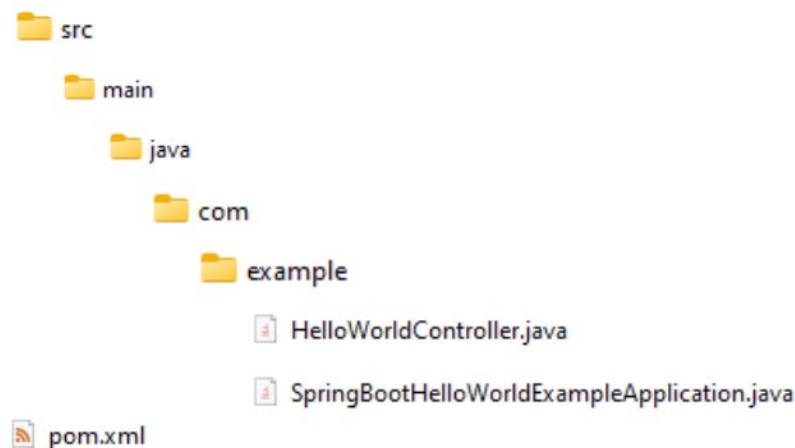 src
main
java
com
example
HelloWorldController.java
SpringBootHelloWorldExampleApplication.java
pom.xml